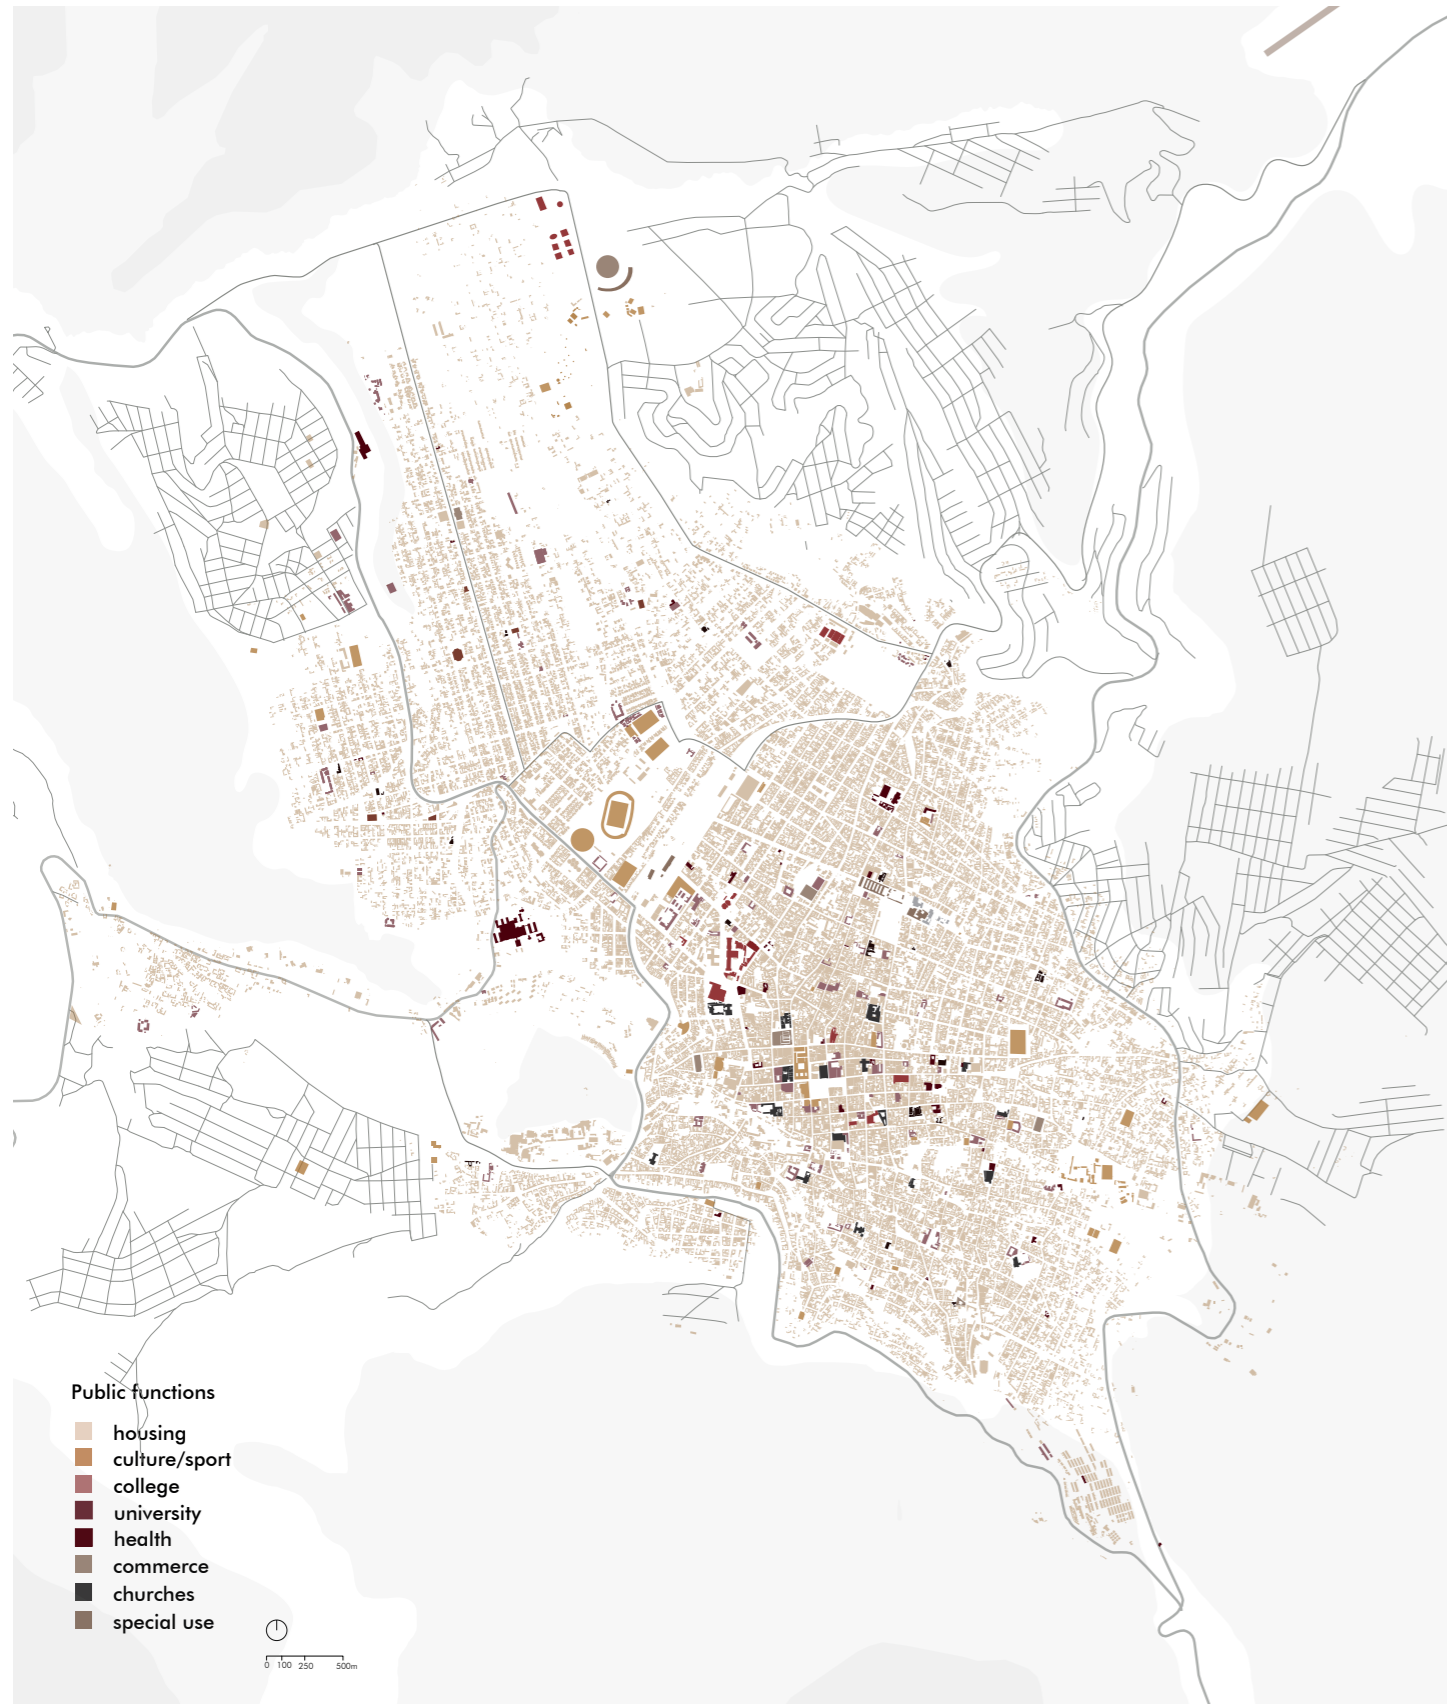 Public functions
housing
culture/sport
college
university
health
commerce
churches
special use
0 100 250 500m